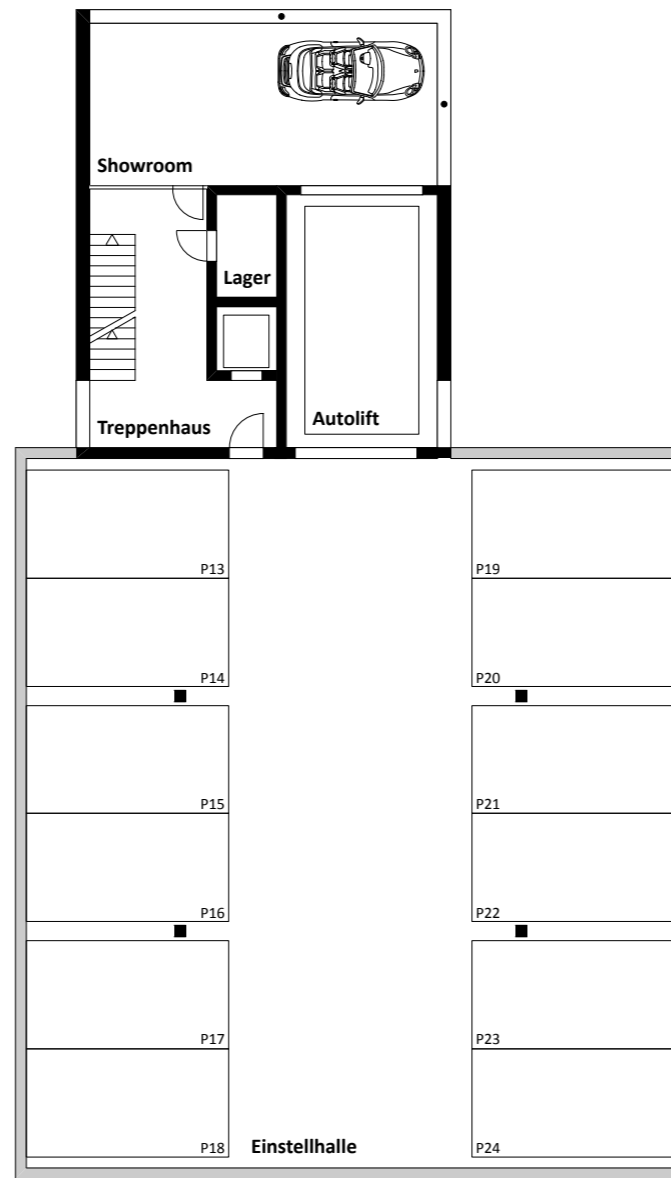 Showroom
Lager
Treppenhaus
Autolift
P13
P19
P14
P20
P15
P21
P16
P22
P17
P23
P18
Einstellhalle
P24